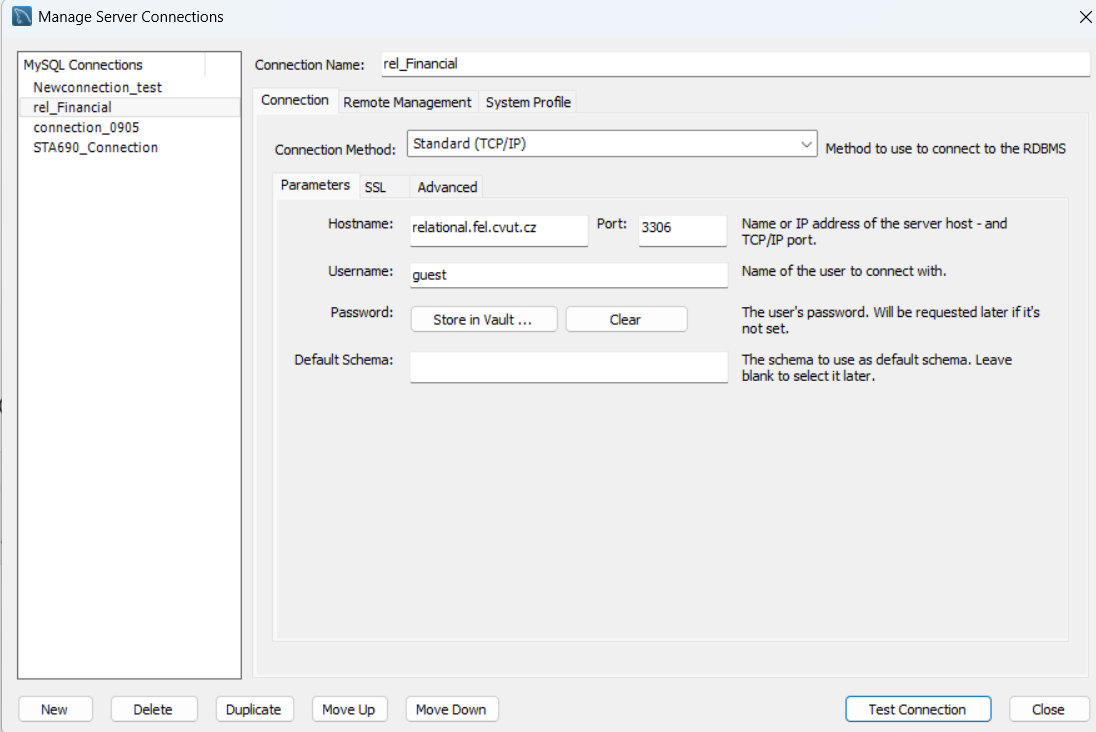 Manage Server Connections
MySQL Connections
Newconnection_test
rel_Financial
connection_0905
STA690_Connection
Connection Name: rel_Financial
Connection Remote Management System Profile
Connection Method: Standard (TCP/IP) Method to use to connect to the RDBMS
Parameters SSL Advanced
Hostname: relational.fel.cvut.cz Port: 3306 Name or IP address of the server host - and
TCP/IP port.
Username: guest Name of the user to connect with.
Password: Store in Vault ... Clear The user's password. Will be requested later if it's
not set.
Default Schema: The schema to use as default schema. Leave
blank to select it later.
New Delete Duplicate Move Up Move Down Test Connection Close